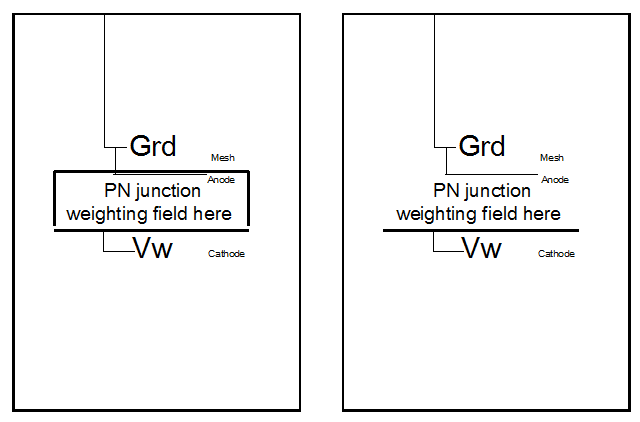 Grd
Mesh
Anode
PN junction
weighting field here
Vw
Cathode
Grd
Mesh
Anode
PN junction
weighting field here
Vw
Cathode